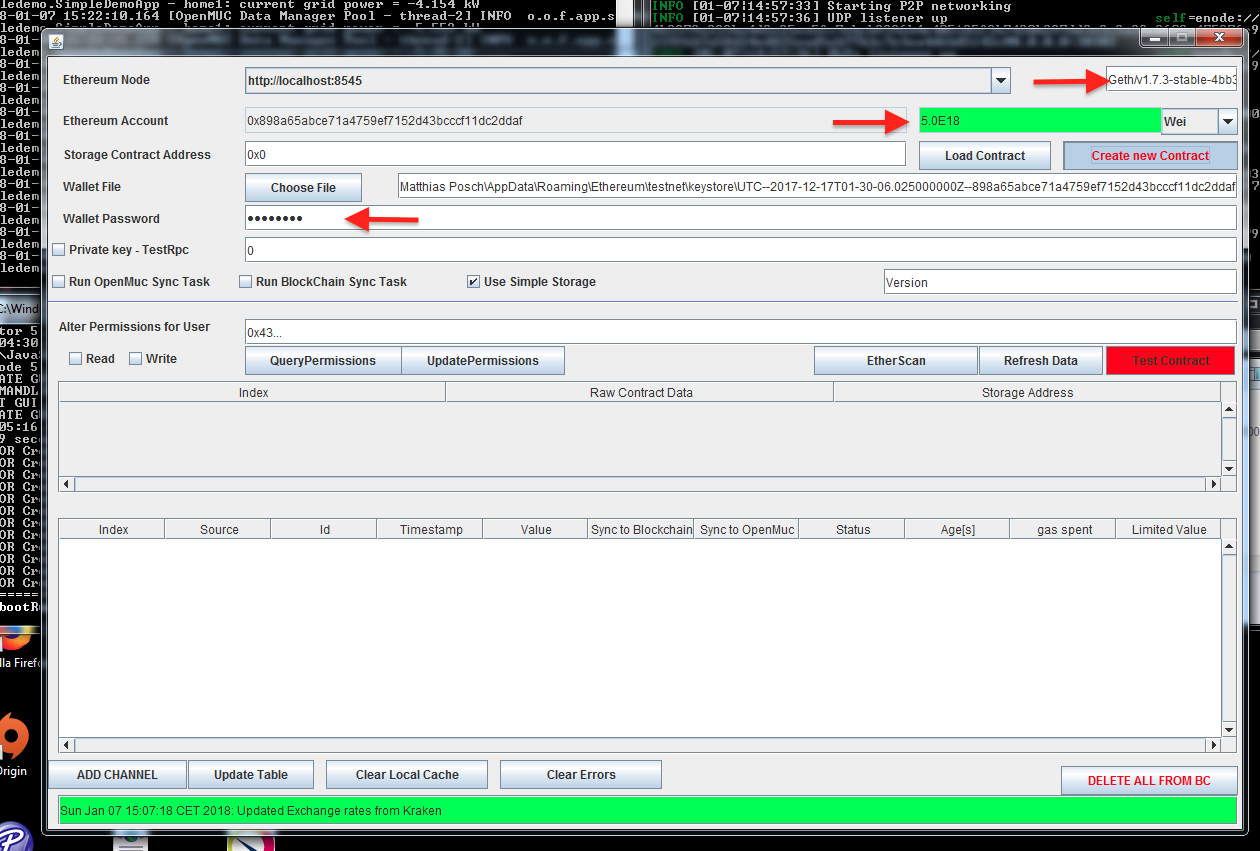 ledemo.SimpleDemoApp - home1: current grid power = -4.154 kW
8-01-07 15:22:10.164 [OpenMUC Data Manager Pool - thread-2] INFO o.o.f.app.s
INFO [01-07|14:57:33] Starting P2P networking
INFO [01-07|14:57:36] UDP listener up self=enode://
Ethereum Node
http://localhost:8545
Geth/v1.7.3-stable-4bb3
Ethereum Account
0x898a65abce71a4759ef7152d43bcccf11dc2ddaf
5.0E18
Wei
Storage Contract Address
0x0
Load Contract
Create new Contract
Wallet File
Choose File
Matthias Posch\AppData\Roaming\Ethereum\testnet\keystore\UTC--2017-12-17T01-30-06.025000000Z--898a65abce71a4759ef7152d43bcccf11dc2ddaf
Wallet Password
●●●●●●●●
Private key - TestRpc
0
Run OpenMuc Sync Task
Run BlockChain Sync Task
Use Simple Storage
Version
Alter Permissions for User
0x43...
Read
Write
QueryPermissions
UpdatePermissions
EtherScan
Refresh Data
Test Contract
Index
Raw Contract Data
Storage Address
Index
Source
Id
Timestamp
Value
Sync to Blockchain
Sync to OpenMuc
Status
Age[s]
gas spent
Limited Value
ADD CHANNEL
Update Table
Clear Local Cache
Clear Errors
DELETE ALL FROM BC
Sun Jan 07 15:07:18 CET 2018: Updated Exchange rates from Kraken